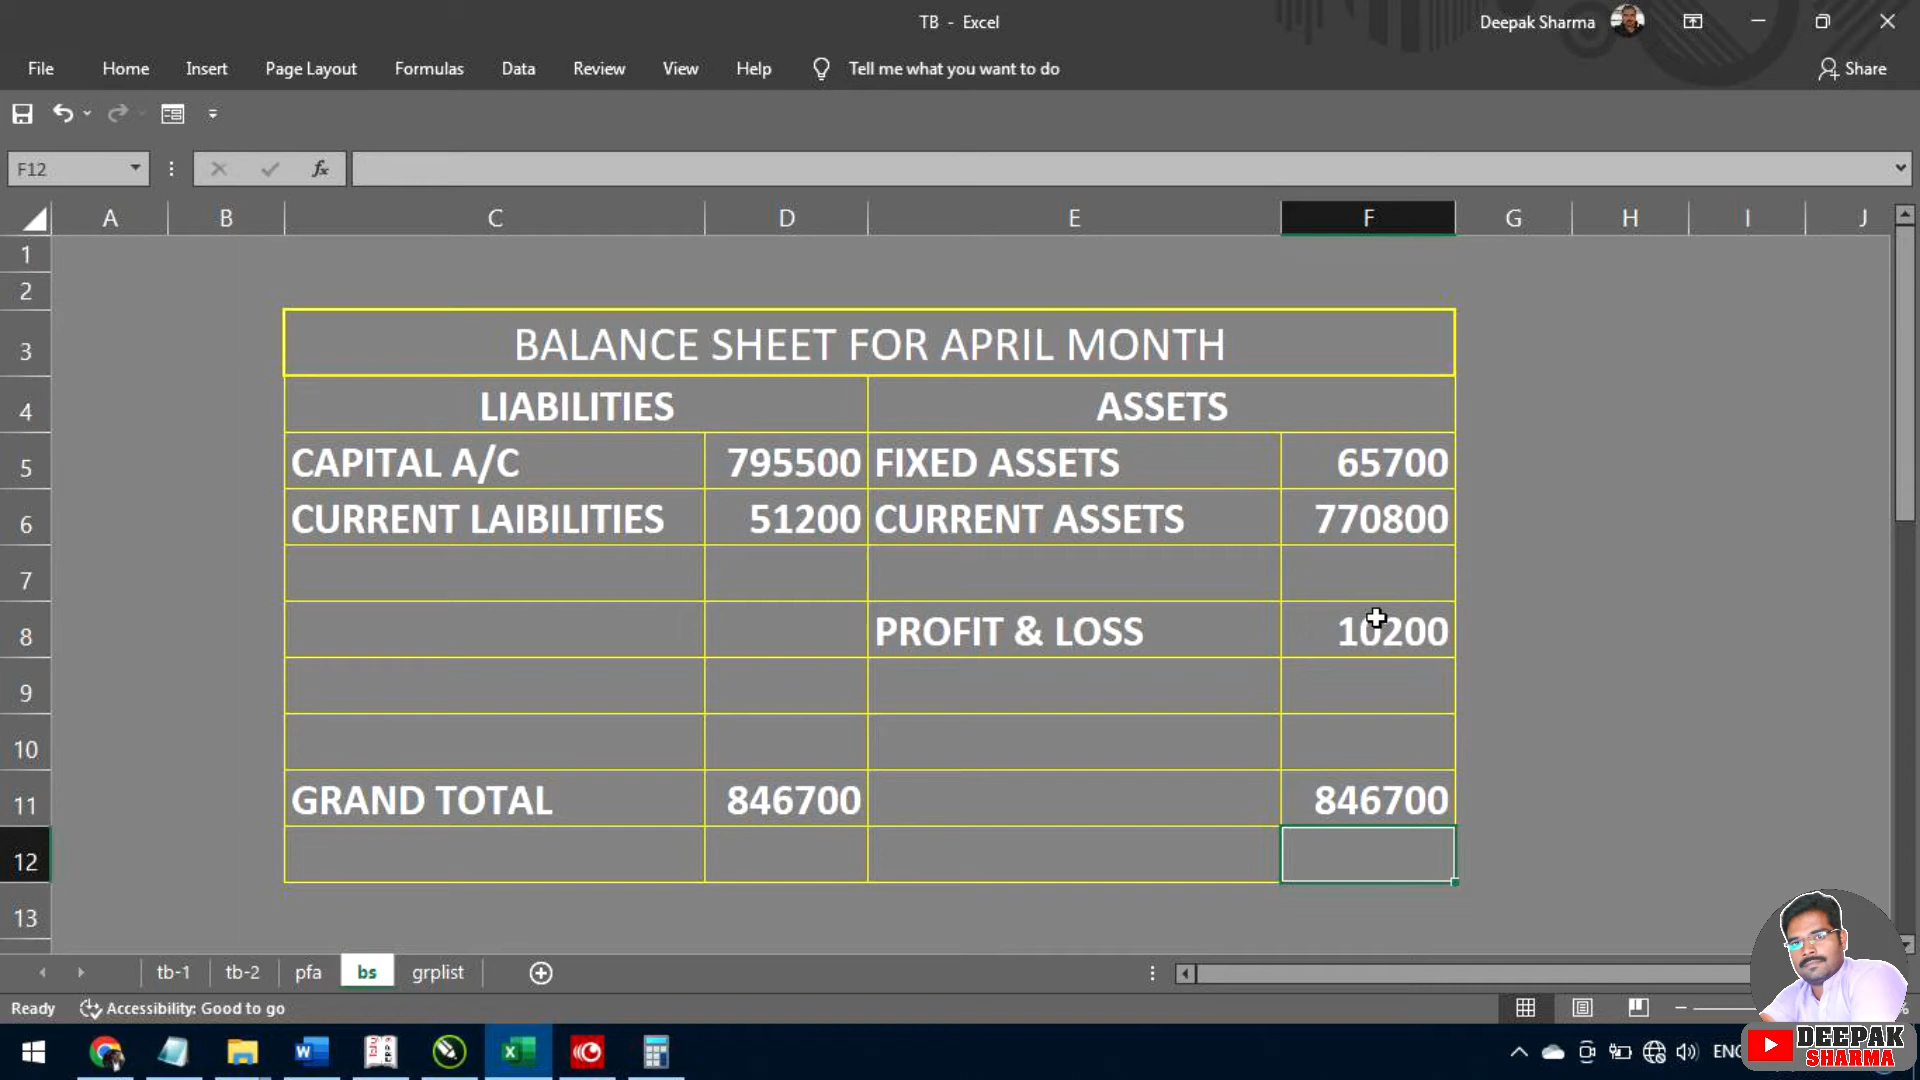 TB - Excel
Deepak Sharma
File Home Insert Page Layout Formulas Data Review View Help Tell me what you want to do
Share
F12 fx
A B C D E F G H I J
1
2
3 BALANCE SHEET FOR APRIL MONTH
4 LIABILITIES ASSETS
5 CAPITAL A/C 795500 FIXED ASSETS 65700
6 CURRENT LAIBILITIES 51200 CURRENT ASSETS 770800
7
8 PROFIT & LOSS 10200
9
10
11 GRAND TOTAL 846700 846700
12
13
tb-1 tb-2 pfa bs grplist
Ready Accessibility: Good to go
ENG
DEEPAK
SHARMA